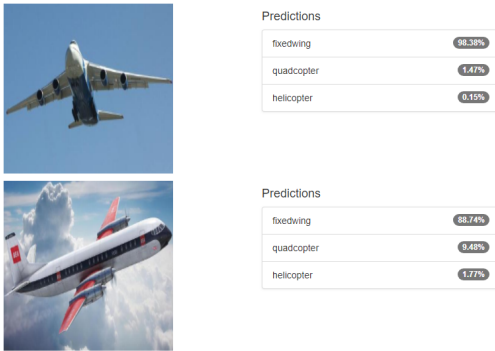 Predictions
fixedwing 98.38%
quadcopter 1.47%
helicopter 0.15%
Predictions
fixedwing 88.74%
quadcopter 9.48%
helicopter 1.77%